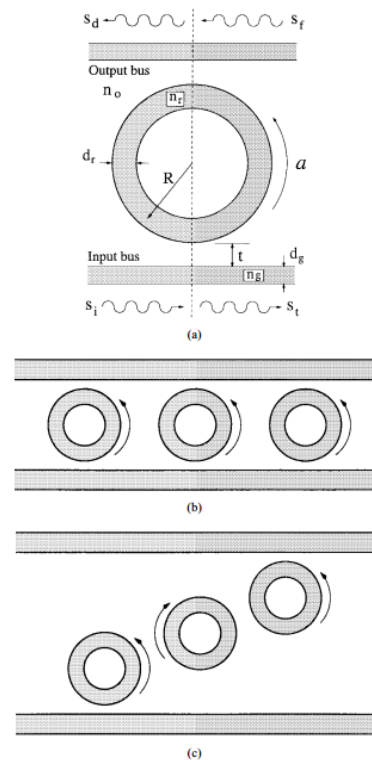 s_d s_f
Output bus
n_o
n_r
d_r
R
a
t
d_g
Input bus
n_g
s_i s_t
(a)
(b)
(c)